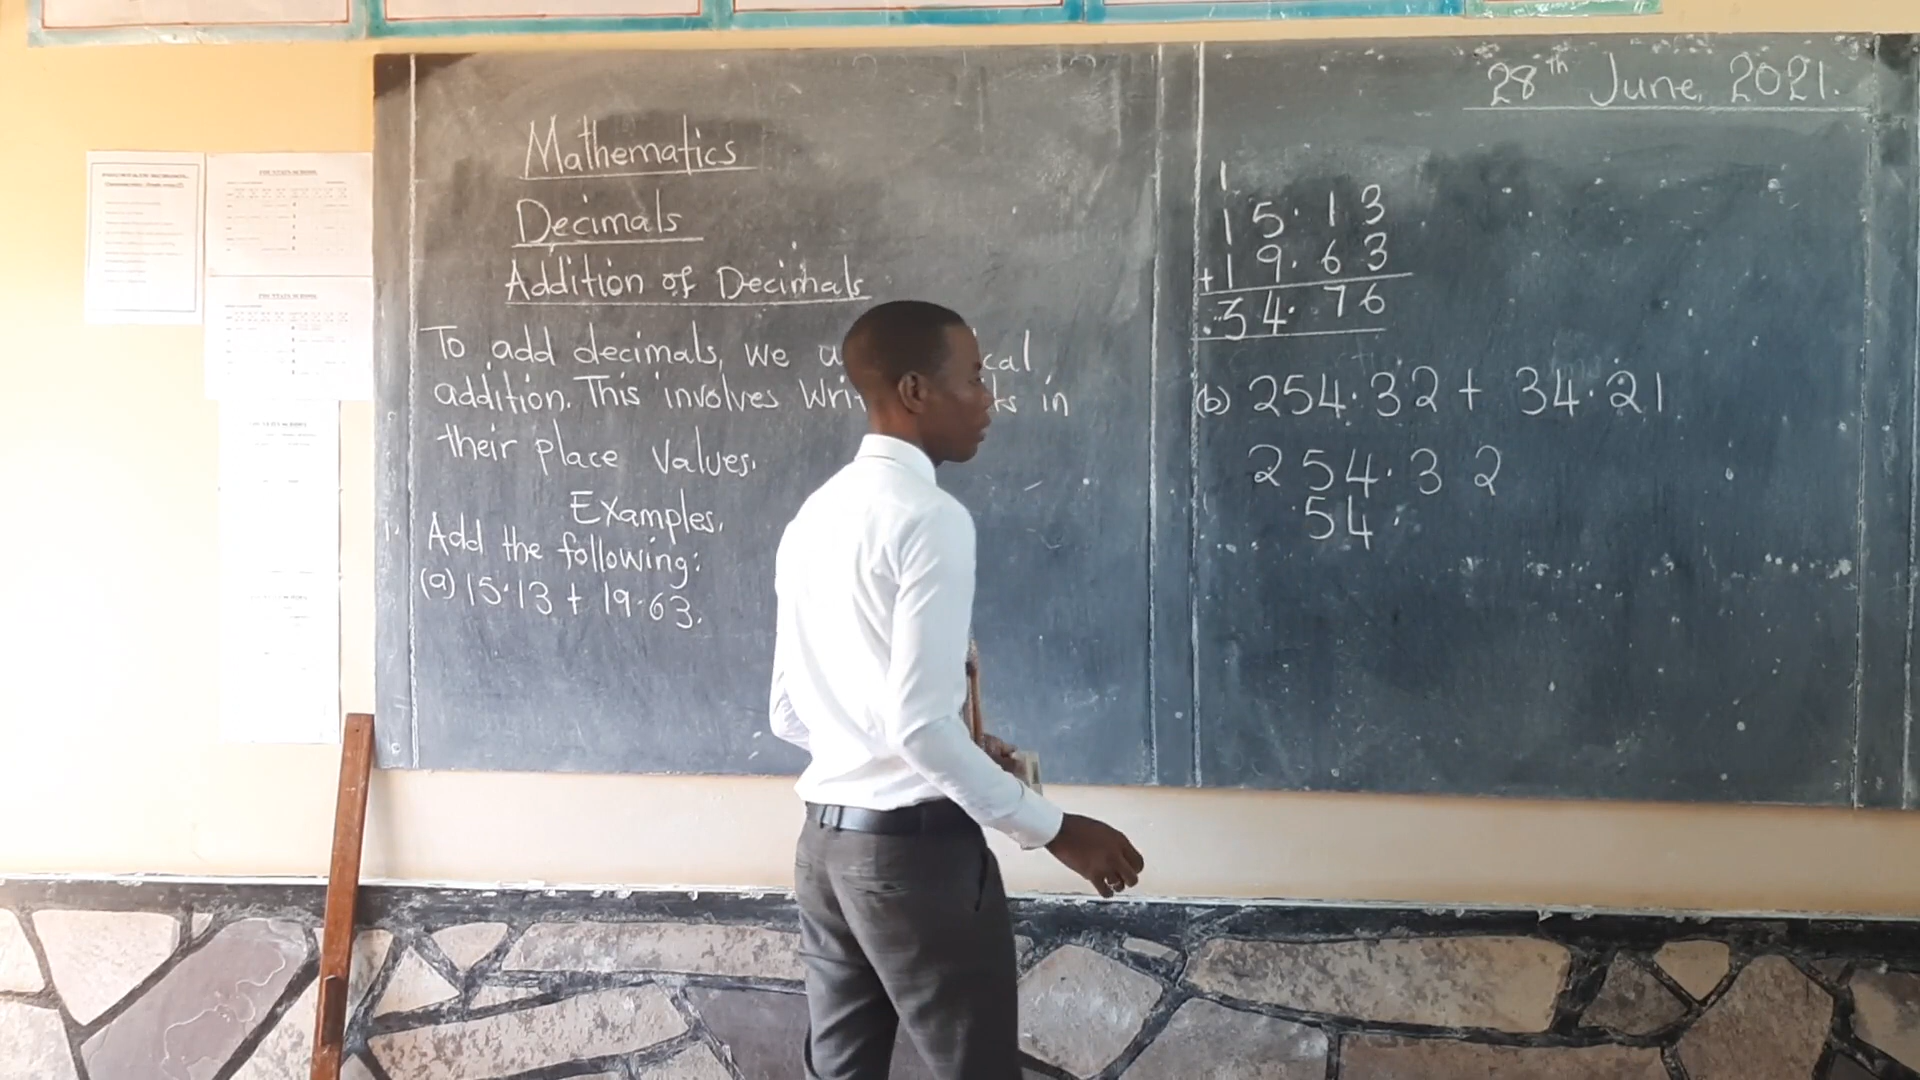 Mathematics
Decimals
Addition of Decimals
To add decimals, we
addition. This involves in
their place values.
Examples.
1. Add the following:
(a) 15.13 + 19.63.
28th June, 2021.
1
15.13
+19.63
34.76
(b) 254.32 + 34.21
254.32
54.